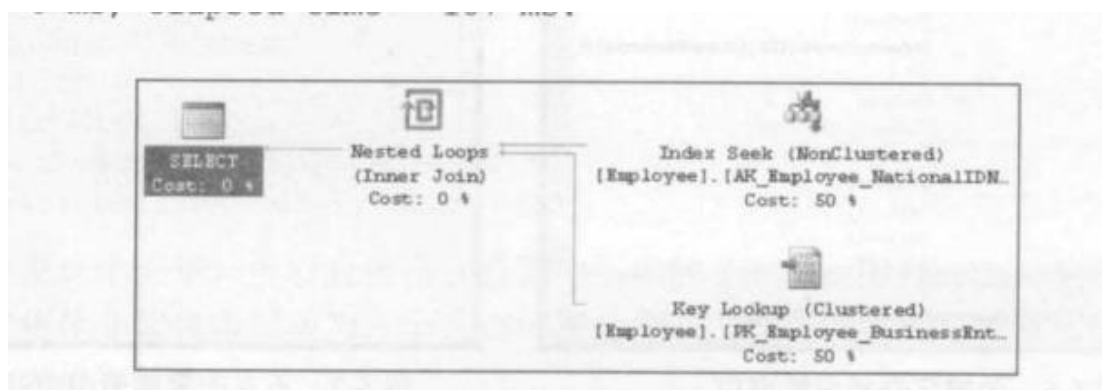 SELECT
Cost: 0 %
Nested Loops
(Inner Join)
Cost: 0 %
Index Seek (NonClustered)
[Employee].[AK_Employee_NationalIDN…
Cost: 50 %
Key Lookup (Clustered)
[Employee].[PK_Employee_BusinessEnt…
Cost: 50 %